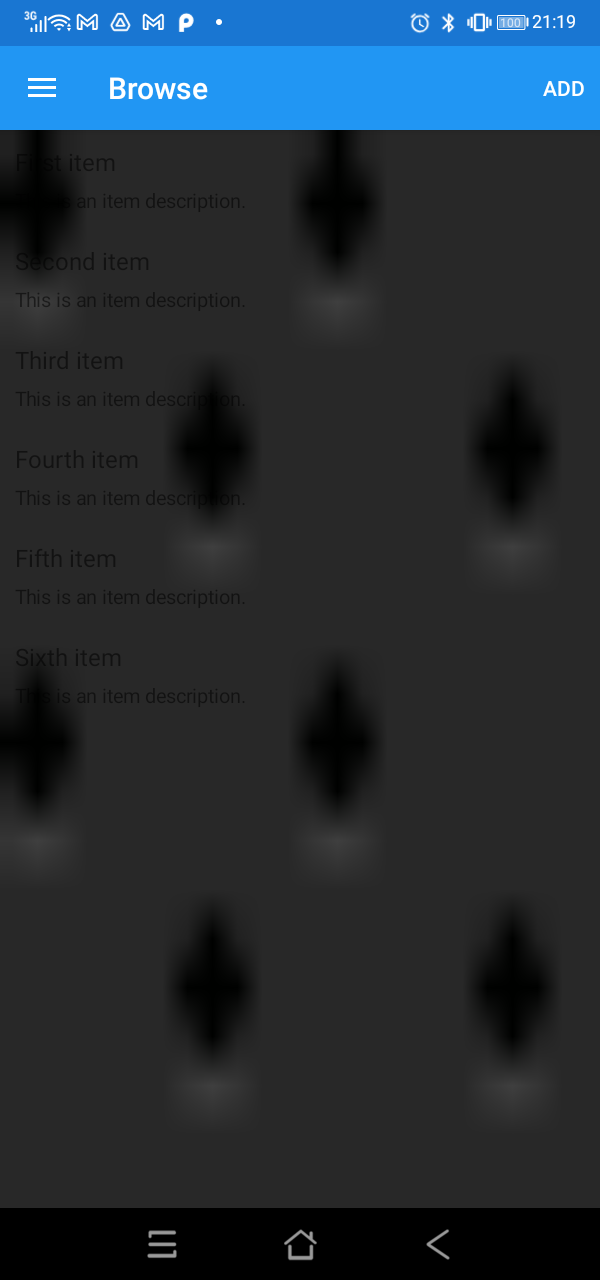 3G 100 21:19
Browse
ADD
First item
This is an item description.
Second item
This is an item description.
Third item
This is an item description.
Fourth item
This is an item description.
Fifth item
This is an item description.
Sixth item
This is an item description.